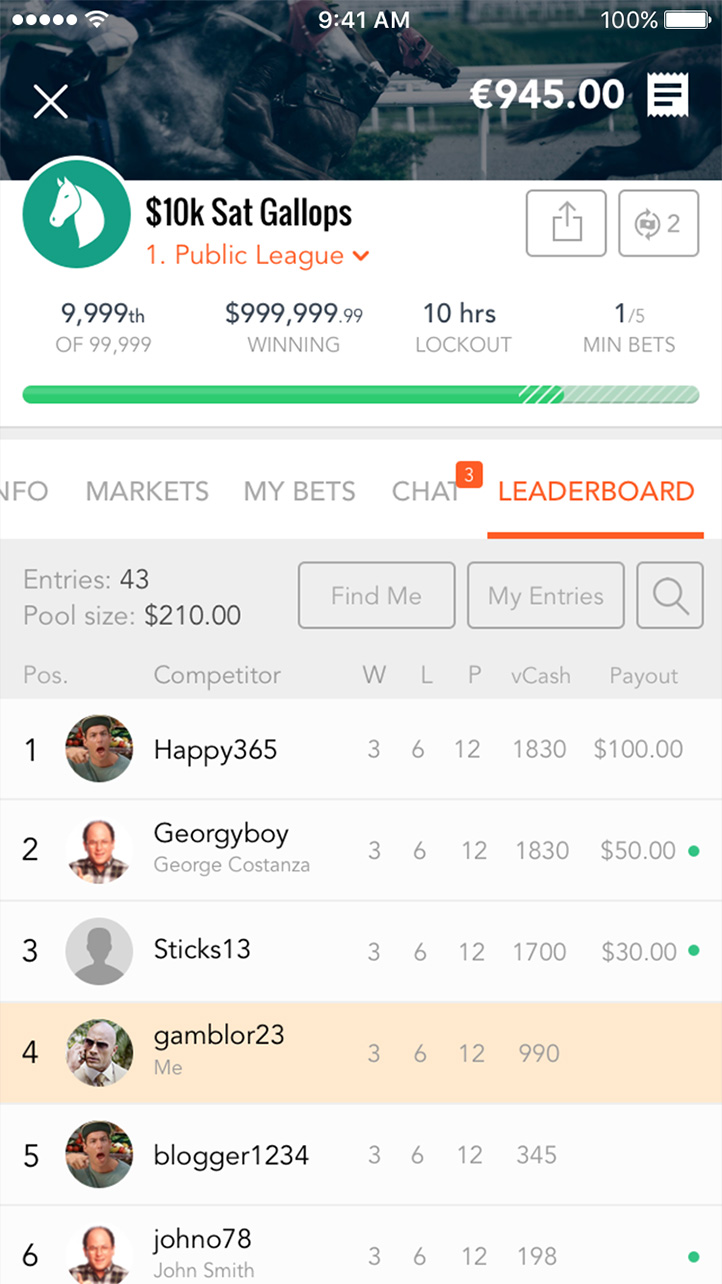 9:41 AM 100%
€945.00
$10k Sat Gallops
1. Public League
2
9,999th $999,999.99 10 hrs 1/5
OF 99,999 WINNING LOCKOUT MIN BETS
NFO MARKETS MY BETS CHAT 3 LEADERBOARD
Entries: 43
Pool size: $210.00
Find Me My Entries
Pos. Competitor W L P vCash Payout
1 Happy365 3 6 12 1830 $100.00
2 Georgyboy 3 6 12 1830 $50.00
George Costanza
3 Sticks13 3 6 12 1700 $30.00
4 gamblor23 3 6 12 990
Me
5 blogger1234 3 6 12 345
6 johno78 3 6 12 198
John Smith